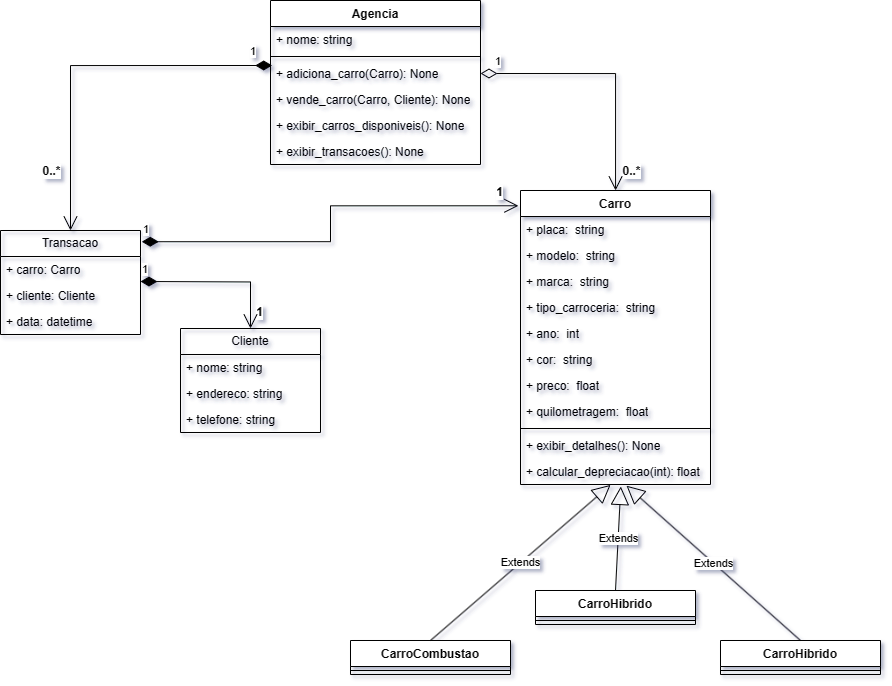 Agencia
+ nome: string
+ adiciona_carro(Carro): None
+ vende_carro(Carro, Cliente): None
+ exibir_carros_disponiveis(): None
+ exibir_transacoes(): None
1
1
0..*
0..*
Transacao
+ carro: Carro
+ cliente: Cliente
+ data: datetime
1
1
1
1
Cliente
+ nome: string
+ endereco: string
+ telefone: string
Carro
+ placa: string
+ modelo: string
+ marca: string
+ tipo_carroceria: string
+ ano: int
+ cor: string
+ preco: float
+ quilometragem: float
+ exibir_detalhes(): None
+ calcular_depreciacao(int): float
Extends
Extends
Extends
CarroHibrido
CarroCombustao
CarroHibrido